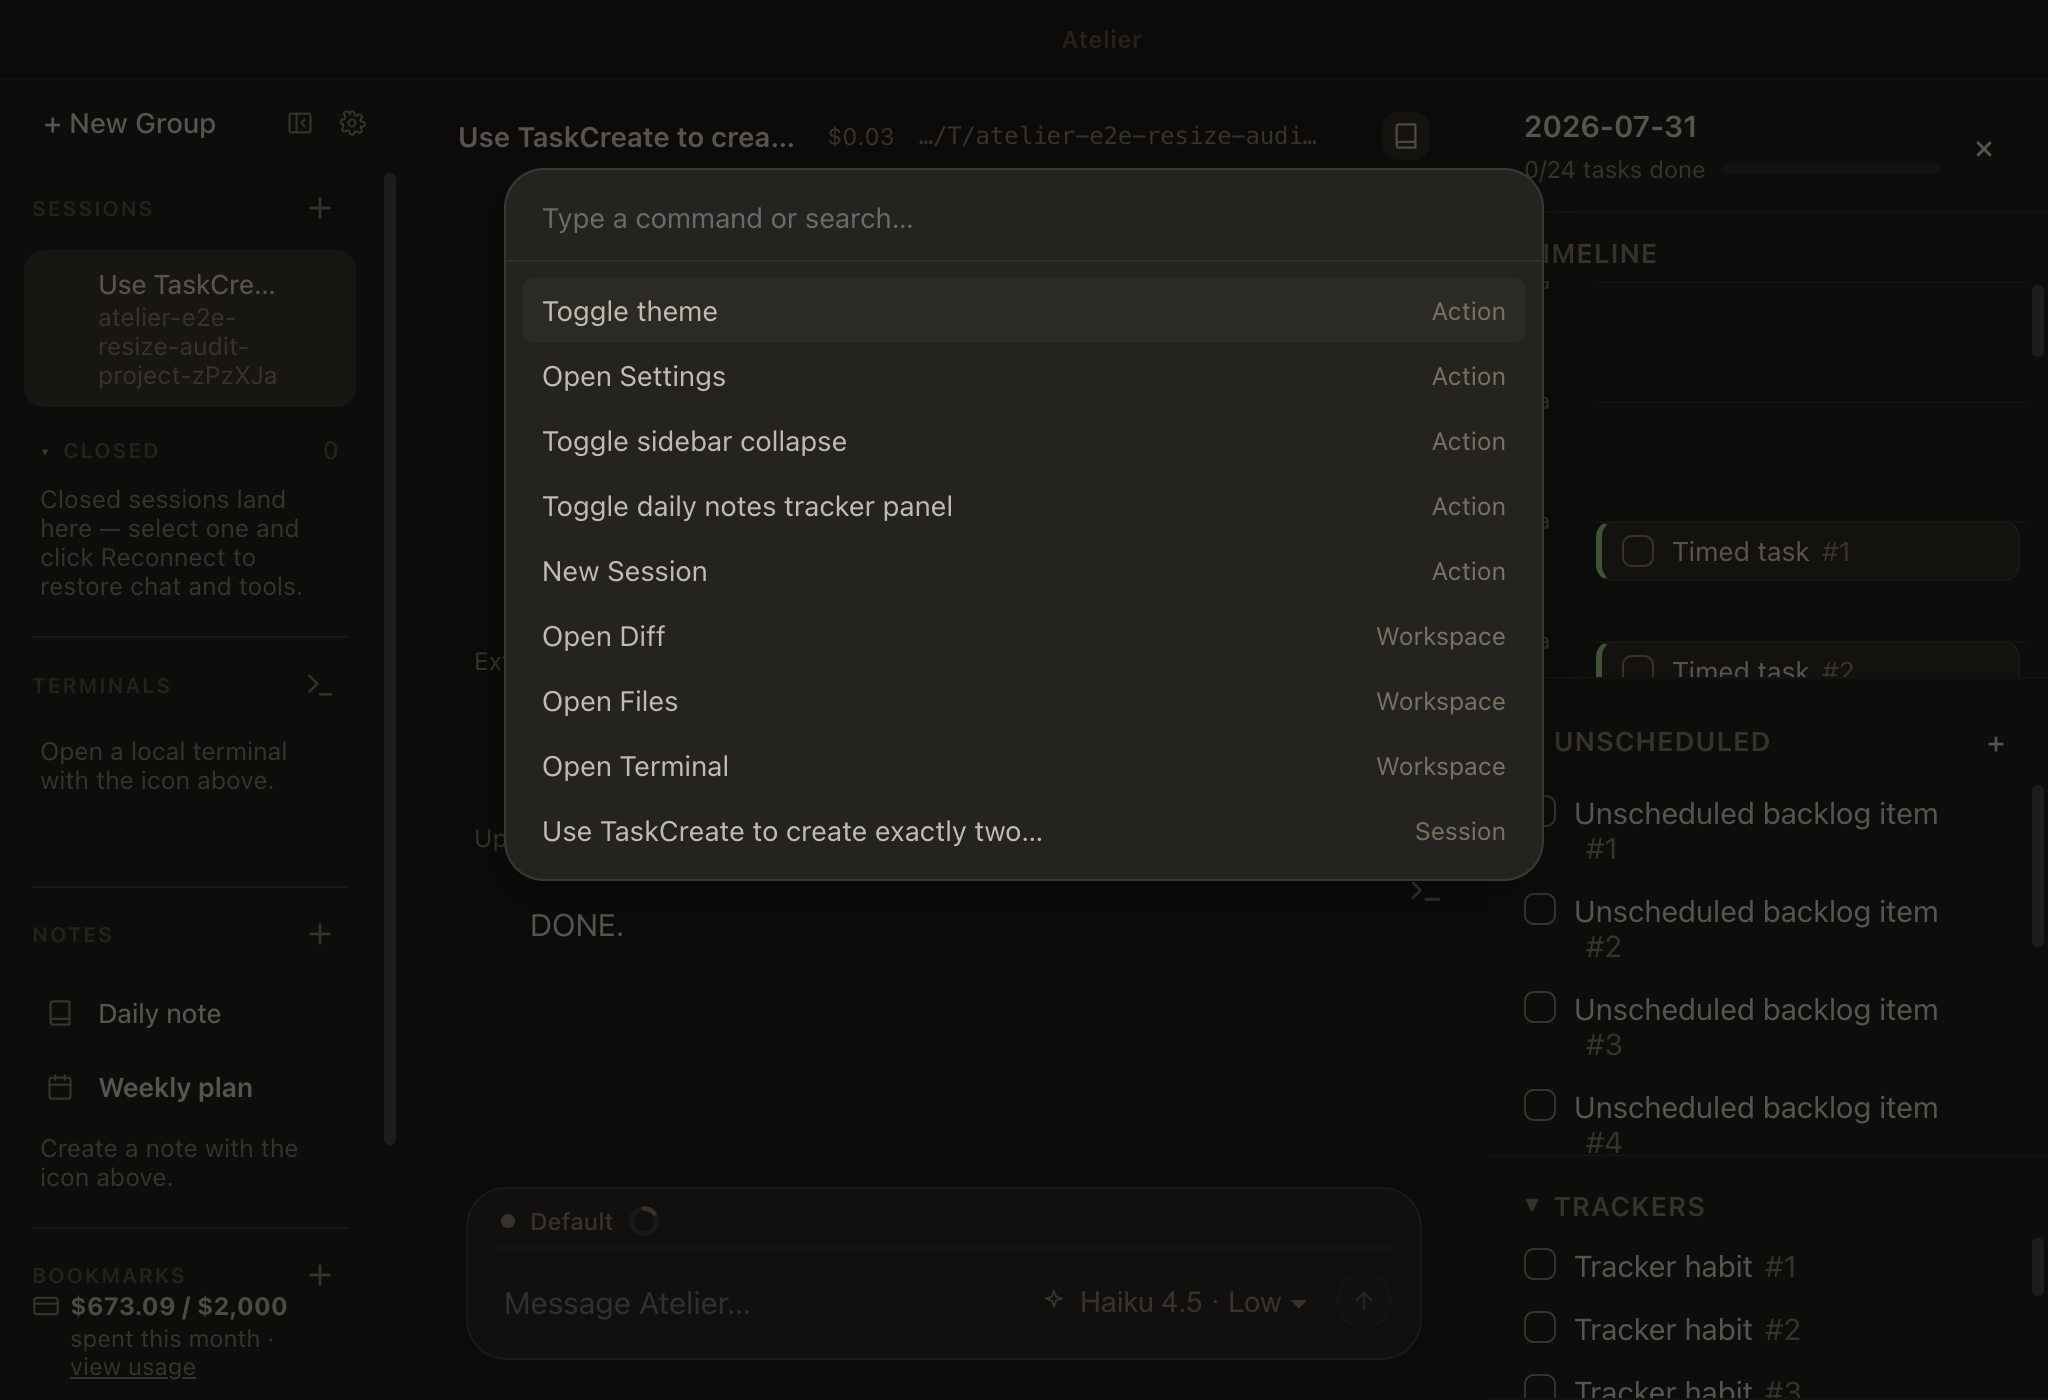 Atelier
+ New Group
SESSIONS
Use TaskCre...
atelier-e2e-
resize-audit-
project-zPzXJa
CLOSED 0
Closed sessions land
here — select one and
click Reconnect to
restore chat and tools.
TERMINALS
Open a local terminal
with the icon above.
NOTES
Daily note
Weekly plan
Create a note with the
icon above.
BOOKMARKS
$673.09 / $2,000
spent this month ·
view usage
Use TaskCreate to crea... $0.03 …/T/atelier-e2e-resize-audi…
Type a command or search...
Toggle theme Action
Open Settings Action
Toggle sidebar collapse Action
Toggle daily notes tracker panel Action
New Session Action
Open Diff Workspace
Open Files Workspace
Open Terminal Workspace
Use TaskCreate to create exactly two... Session
DONE.
Default
Message Atelier...
Haiku 4.5 · Low
2026-07-31
0/24 tasks done
IMELINE
Timed task #1
Timed task #2
UNSCHEDULED
Unscheduled backlog item
#1
Unscheduled backlog item
#2
Unscheduled backlog item
#3
Unscheduled backlog item
#4
TRACKERS
Tracker habit #1
Tracker habit #2
Tracker habit #3